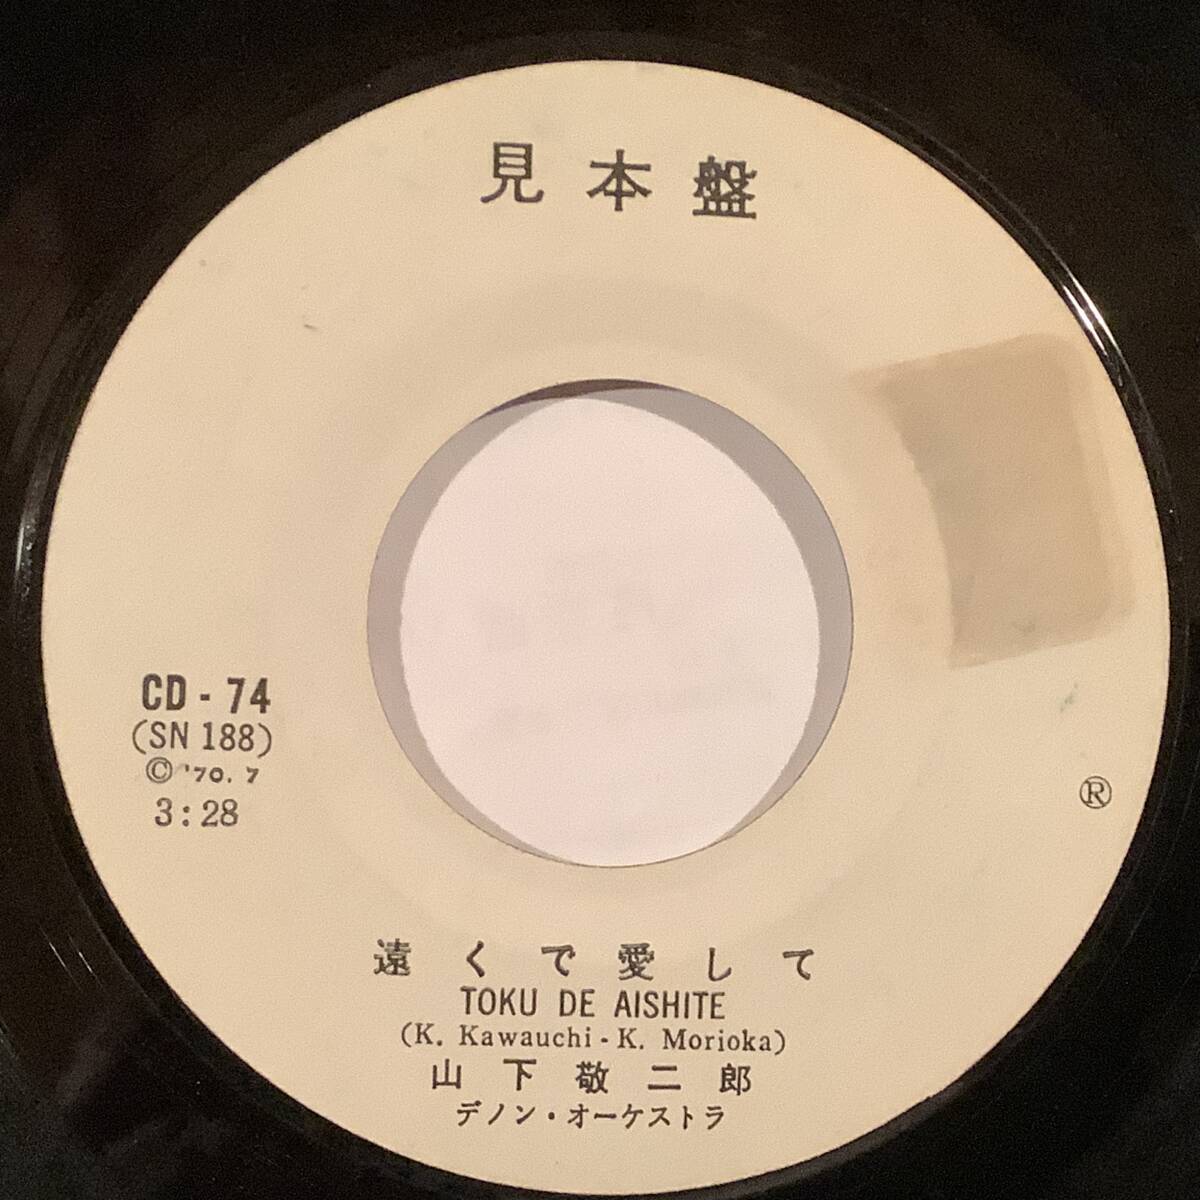 見本盤
CD - 74
(SN 188)
© '70. 7
3 : 28
®
遠くで愛して
TOKU DE AISHITE
(K. Kawauchi - K. Morioka)
山下敬二郎
デノン・オーケストラ